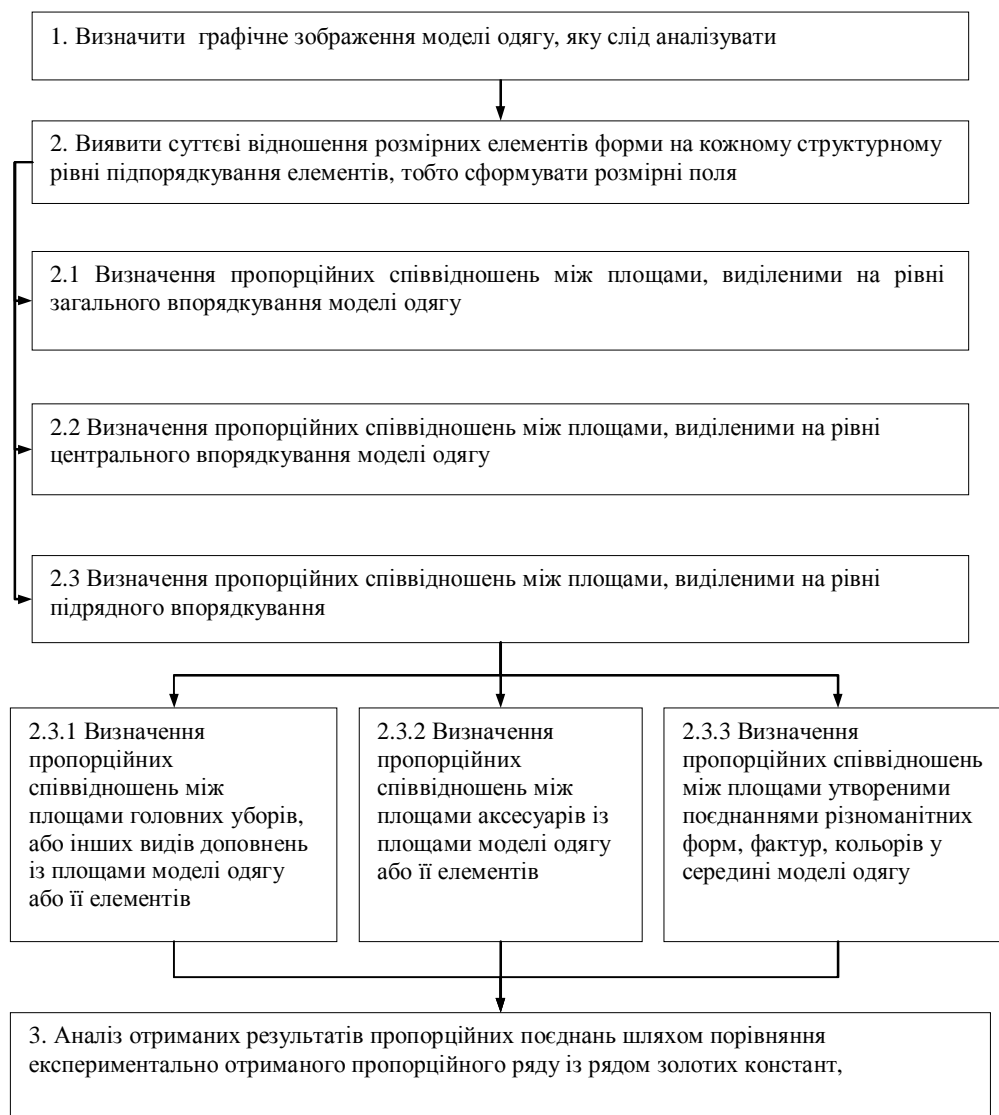 1. Визначити графічне зображення моделі одягу, яку слід аналізувати
2. Виявити суттєві відношення розмірних елементів форми на кожному структурному
рівні підпорядкування елементів, тобто сформувати розмірні поля
2.1 Визначення пропорційних співвідношень між площами, виділеними на рівні
загального впорядкування моделі одягу
2.2 Визначення пропорційних співвідношень між площами, виділеними на рівні
центрального впорядкування моделі одягу
2.3 Визначення пропорційних співвідношень між площами, виділеними на рівні
підрядного впорядкування
2.3.1 Визначення
пропорційних
співвідношень між
площами головних уборів,
або інших видів доповнень
із площами моделі одягу
або її елементів
2.3.2 Визначення
пропорційних
співвідношень між
площами аксесуарів із
площами моделі одягу
або її елементів
2.3.3 Визначення
пропорційних співвідношень
між площами утвореними
поєднаннями різноманітних
форм, фактур, кольорів у
середині моделі одягу
3. Аналіз отриманих результатів пропорційних поєднань шляхом порівняння
експериментально отриманого пропорційного ряду із рядом золотих констант,